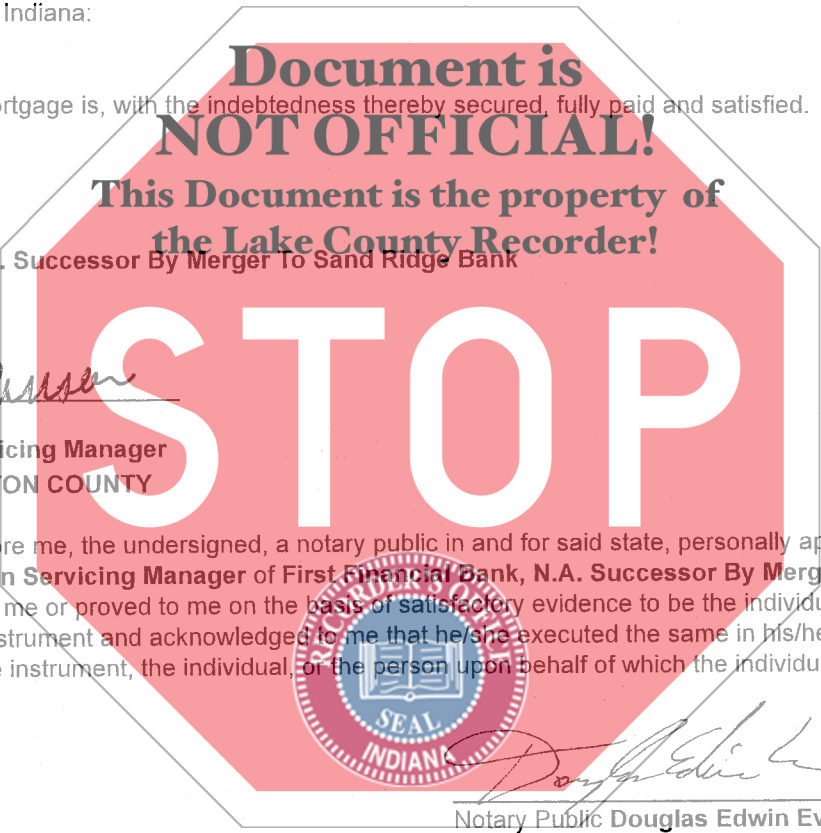 Indiana:
Document is
rtgage is, with the indebtedness thereby secured, fully paid and satisfied.
NOT OFFICIAL!
This Document is the property of
the Lake County Recorder!
. Successor By Merger To Sand Ridge Bank
STOP
icing Manager
TON COUNTY
re me, the undersigned, a notary public in and for said state, personally ap
n Servicing Manager of First Financial Bank, N.A. Successor By Merg
me or proved to me on the basis of satisfactory evidence to be the individu
strument and acknowledged to me that he/she executed the same in his/he
e instrument, the individual, or the person upon behalf of which the individu
RECORDER'S OFFICE
SEAL
INDIANA
Notary Public Douglas Edwin Ev